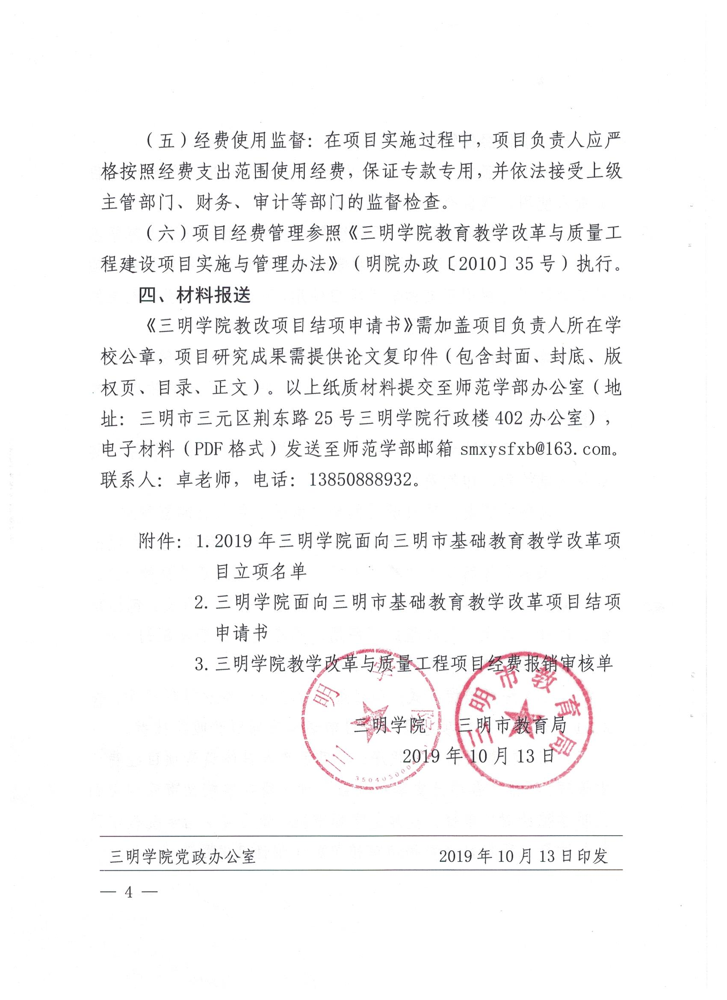 （五）经费使用监督：在项目实施过程中，项目负责人应严
格按照经费支出范围使用经费，保证专款专用，并依法接受上级
主管部门、财务、审计等部门的监督检查。
（六）项目经费管理参照《三明学院教育教学改革与质量工
程建设项目实施与管理办法》（明院办政〔2010〕35号）执行。
四、材料报送
《三明学院教改项目结项申请书》需加盖项目负责人所在学
校公章，项目研究成果需提供论文复印件（包含封面、封底、版
权页、目录、正文）。以上纸质材料提交至师范学部办公室（地
址：三明市三元区荆东路25号三明学院行政楼402办公室），
电子材料（PDF格式）发送至师范学部邮箱smxysfxb@163.com。
联系人：卓老师，电话：13850888932。
附件：1.2019年三明学院面向三明市基础教育教学改革项
目立项名单
2.三明学院面向三明市基础教育教学改革项目结项
申请书
3.三明学院教学改革与质量工程项目经费报销审核单
三明学院
三明市教育局
三明学院 三明市教育局
2019年10月13日
三明学院党政办公室 2019年10月13日印发
— 4 —